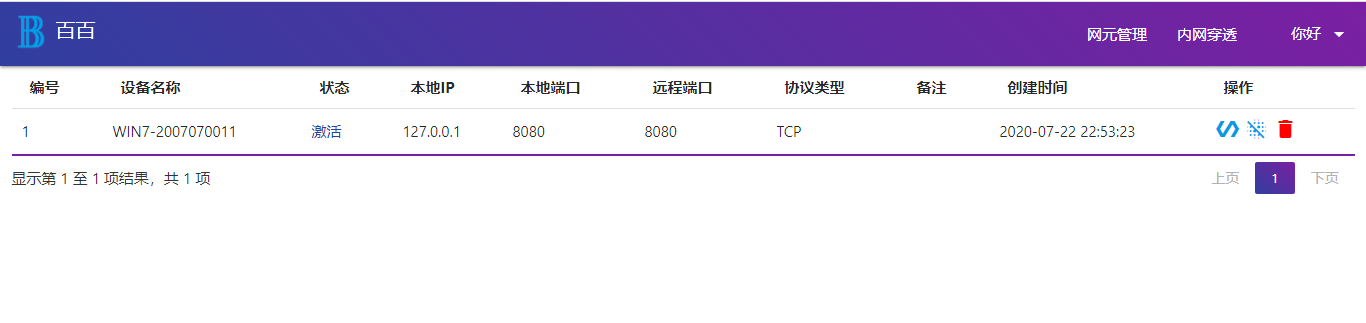 百百 网元管理 内网穿透 你好
编号 设备名称 状态 本地IP 本地端口 远程端口 协议类型 备注 创建时间 操作
1 WIN7-2007070011 激活 127.0.0.1 8080 8080 TCP 2020-07-22 22:53:23
显示第 1 至 1 项结果，共 1 项 上页 1 下页